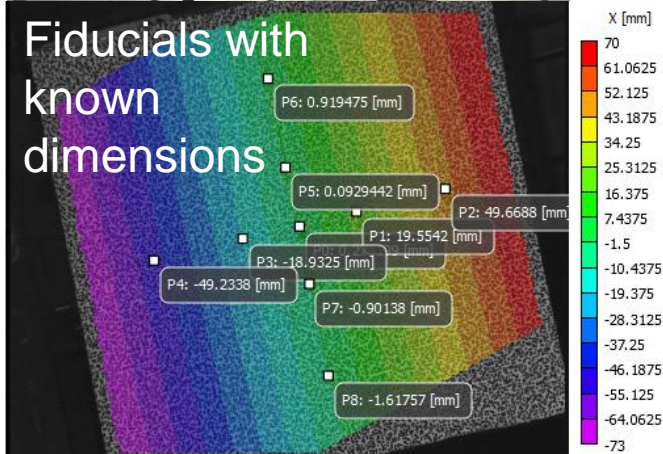 Fiducials with
known
dimensions
P6: 0.919475 [mm]
P5: 0.0929442 [mm]
P2: 49.6688 [mm]
P1: 19.5542 [mm]
P3: -18.9325 [mm]
P4: -49.2338 [mm]
P7: -0.90138 [mm]
P8: -1.61757 [mm]
X [mm]
70
61.0625
52.125
43.1875
34.25
25.3125
16.375
7.4375
-1.5
-10.4375
-19.375
-28.3125
-37.25
-46.1875
-55.125
-64.0625
-73